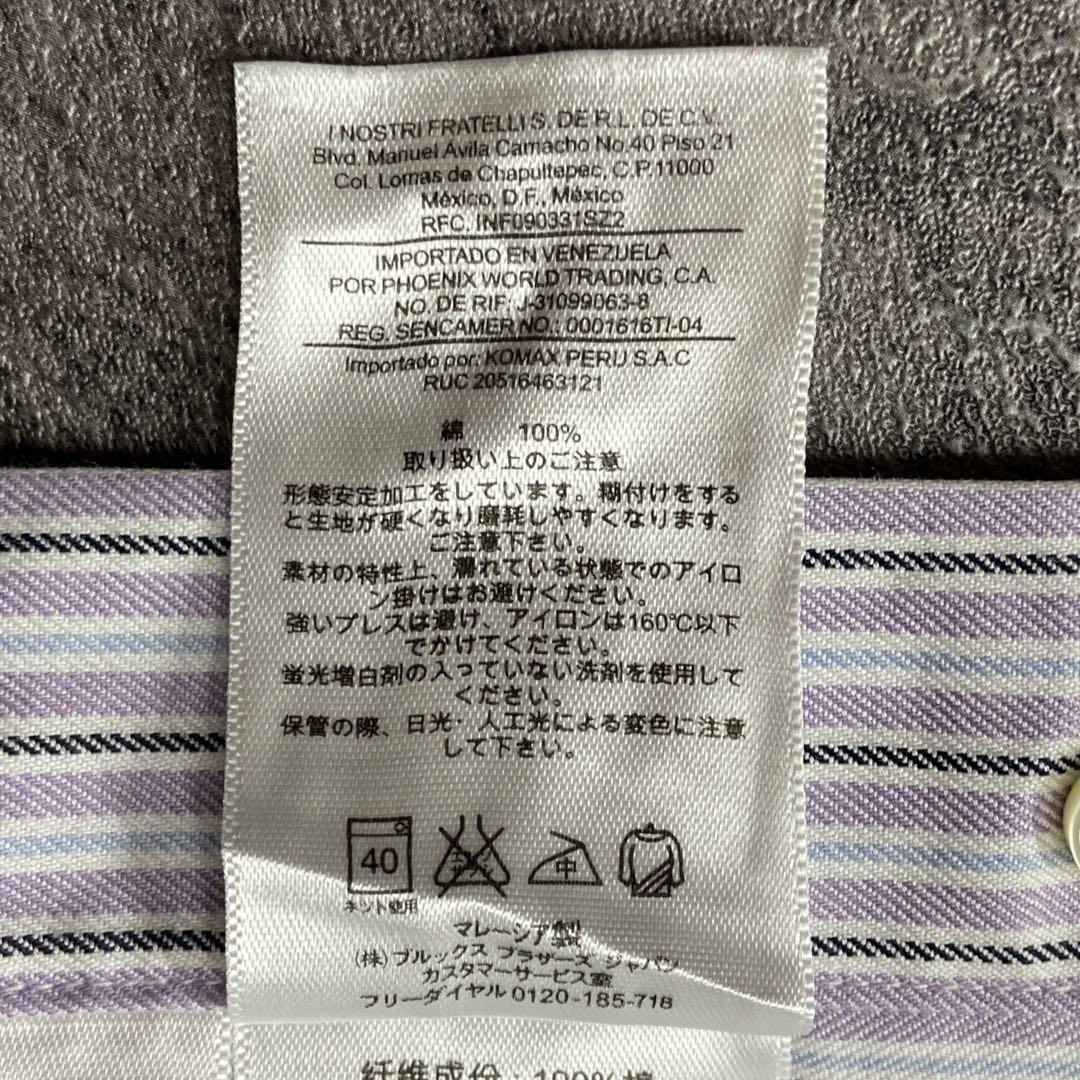 I NOSTRI FRATELLI S. DE R.L. DE C.V.
Blvd. Manuel Avila Camacho No.40 Piso 21
Col. Lomas de Chapultepec, C.P.11000
México, D.F., México
RFC. INF090331SZ2
IMPORTADO EN VENEZUELA
POR PHOENIX WORLD TRADING, C.A.
NO. DE RIF: J-31099063-8
REG. SENCAMER NO.: 0001616T/-04
Importado por: KOMAX PERU S.A.C
RUC 20516463121
綿 100%
取り扱い上のご注意
形態安定加工をしています。糊付けをする
と生地が硬くなり磨耗しやすくなります。
ご注意下さい。
素材の特性上、濡れている状態でのアイロ
ン掛けはお避けください。
強いプレスは避け、アイロンは160℃以下
でかけてください。
蛍光増白剤の入っていない洗剤を使用して
ください。
保管の際、日光・人工光による変色に注意
して下さい。
40 中
ネット使用
マレーシア製
(株)ブルックス ブラザーズ ジャパン
カスタマーサービス室
フリーダイヤル 0120-185-718
纤维成份：100%棉